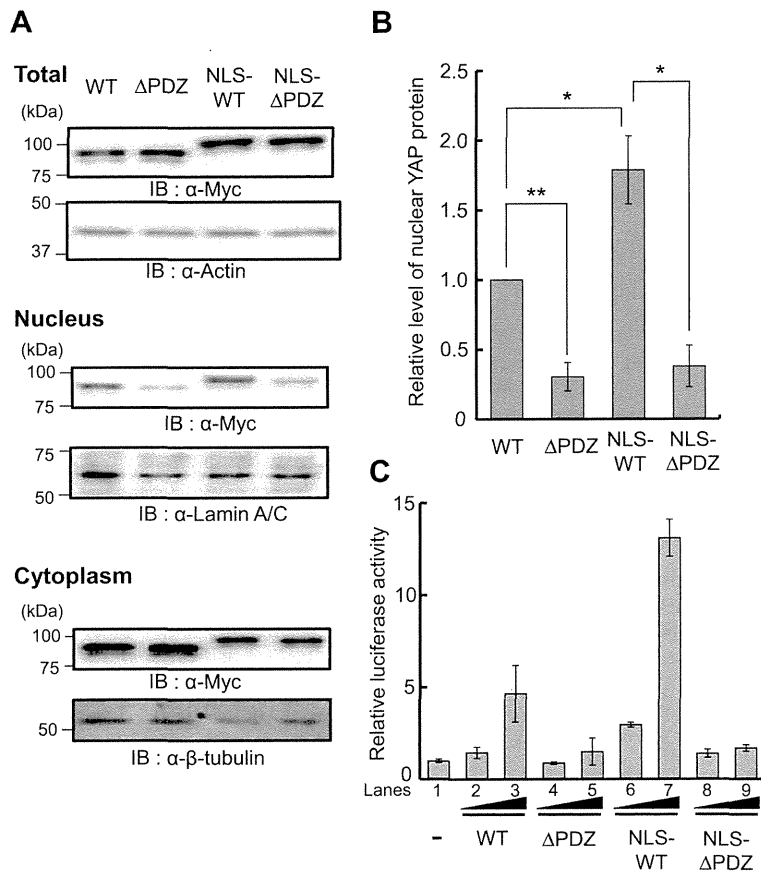 A
Total
WT ΔPDZ NLS-WT NLS-ΔPDZ
(kDa)
100
75
IB : α-Myc
50
37
IB : α-Actin
Nucleus
(kDa)
100
75
IB : α-Myc
75
50
IB : α-Lamin A/C
Cytoplasm
(kDa)
100
75
IB : α-Myc
50
IB : α-β-tubulin
B
Relative level of nuclear YAP protein
2.5
2.0
1.5
1.0
0.5
0
*
*
**
WT ΔPDZ NLS-WT NLS-ΔPDZ
C
Relative luciferase activity
15
10
5
0
Lanes 1 2 3 4 5 6 7 8 9
- WT ΔPDZ NLS-WT NLS-ΔPDZ